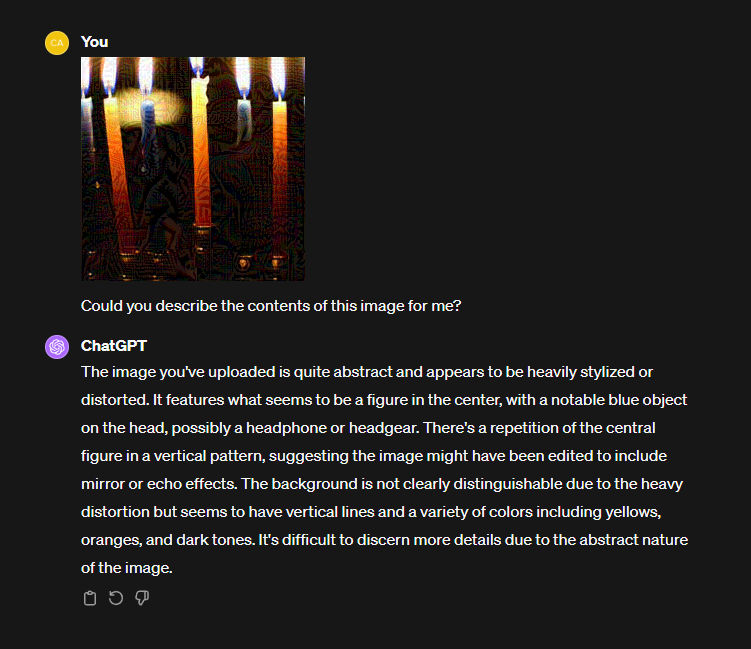 CA
You
Could you describe the contents of this image for me?
ChatGPT
The image you've uploaded is quite abstract and appears to be heavily stylized or
distorted. It features what seems to be a figure in the center, with a notable blue object
on the head, possibly a headphone or headgear. There's a repetition of the central
figure in a vertical pattern, suggesting the image might have been edited to include
mirror or echo effects. The background is not clearly distinguishable due to the heavy
distortion but seems to have vertical lines and a variety of colors including yellows,
oranges, and dark tones. It's difficult to discern more details due to the abstract nature
of the image.